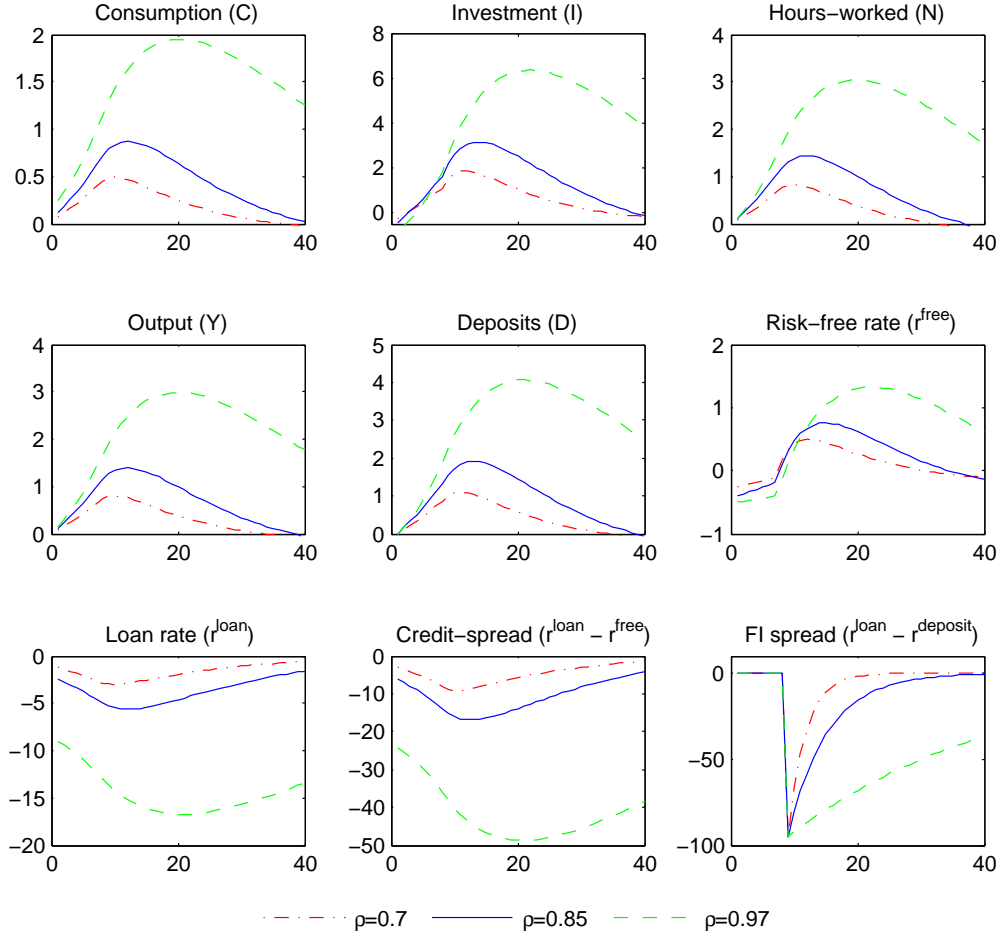 Consumption (C)
2
1.5
1
0.5
0
0 20 40
Investment (I)
8
6
4
2
0
0 20 40
Hours−worked (N)
4
3
2
1
0
0 20 40
Output (Y)
4
3
2
1
0
0 20 40
Deposits (D)
5
4
3
2
1
0
0 20 40
Risk−free rate (r^free)
2
1
0
−1
0 20 40
Loan rate (r^loan)
0
−5
−10
−15
−20
0 20 40
Credit−spread (r^loan − r^free)
0
−10
−20
−30
−40
−50
0 20 40
FI spread (r^loan − r^deposit)
0
−50
−100
0 20 40
ρ=0.7 ρ=0.85 ρ=0.97